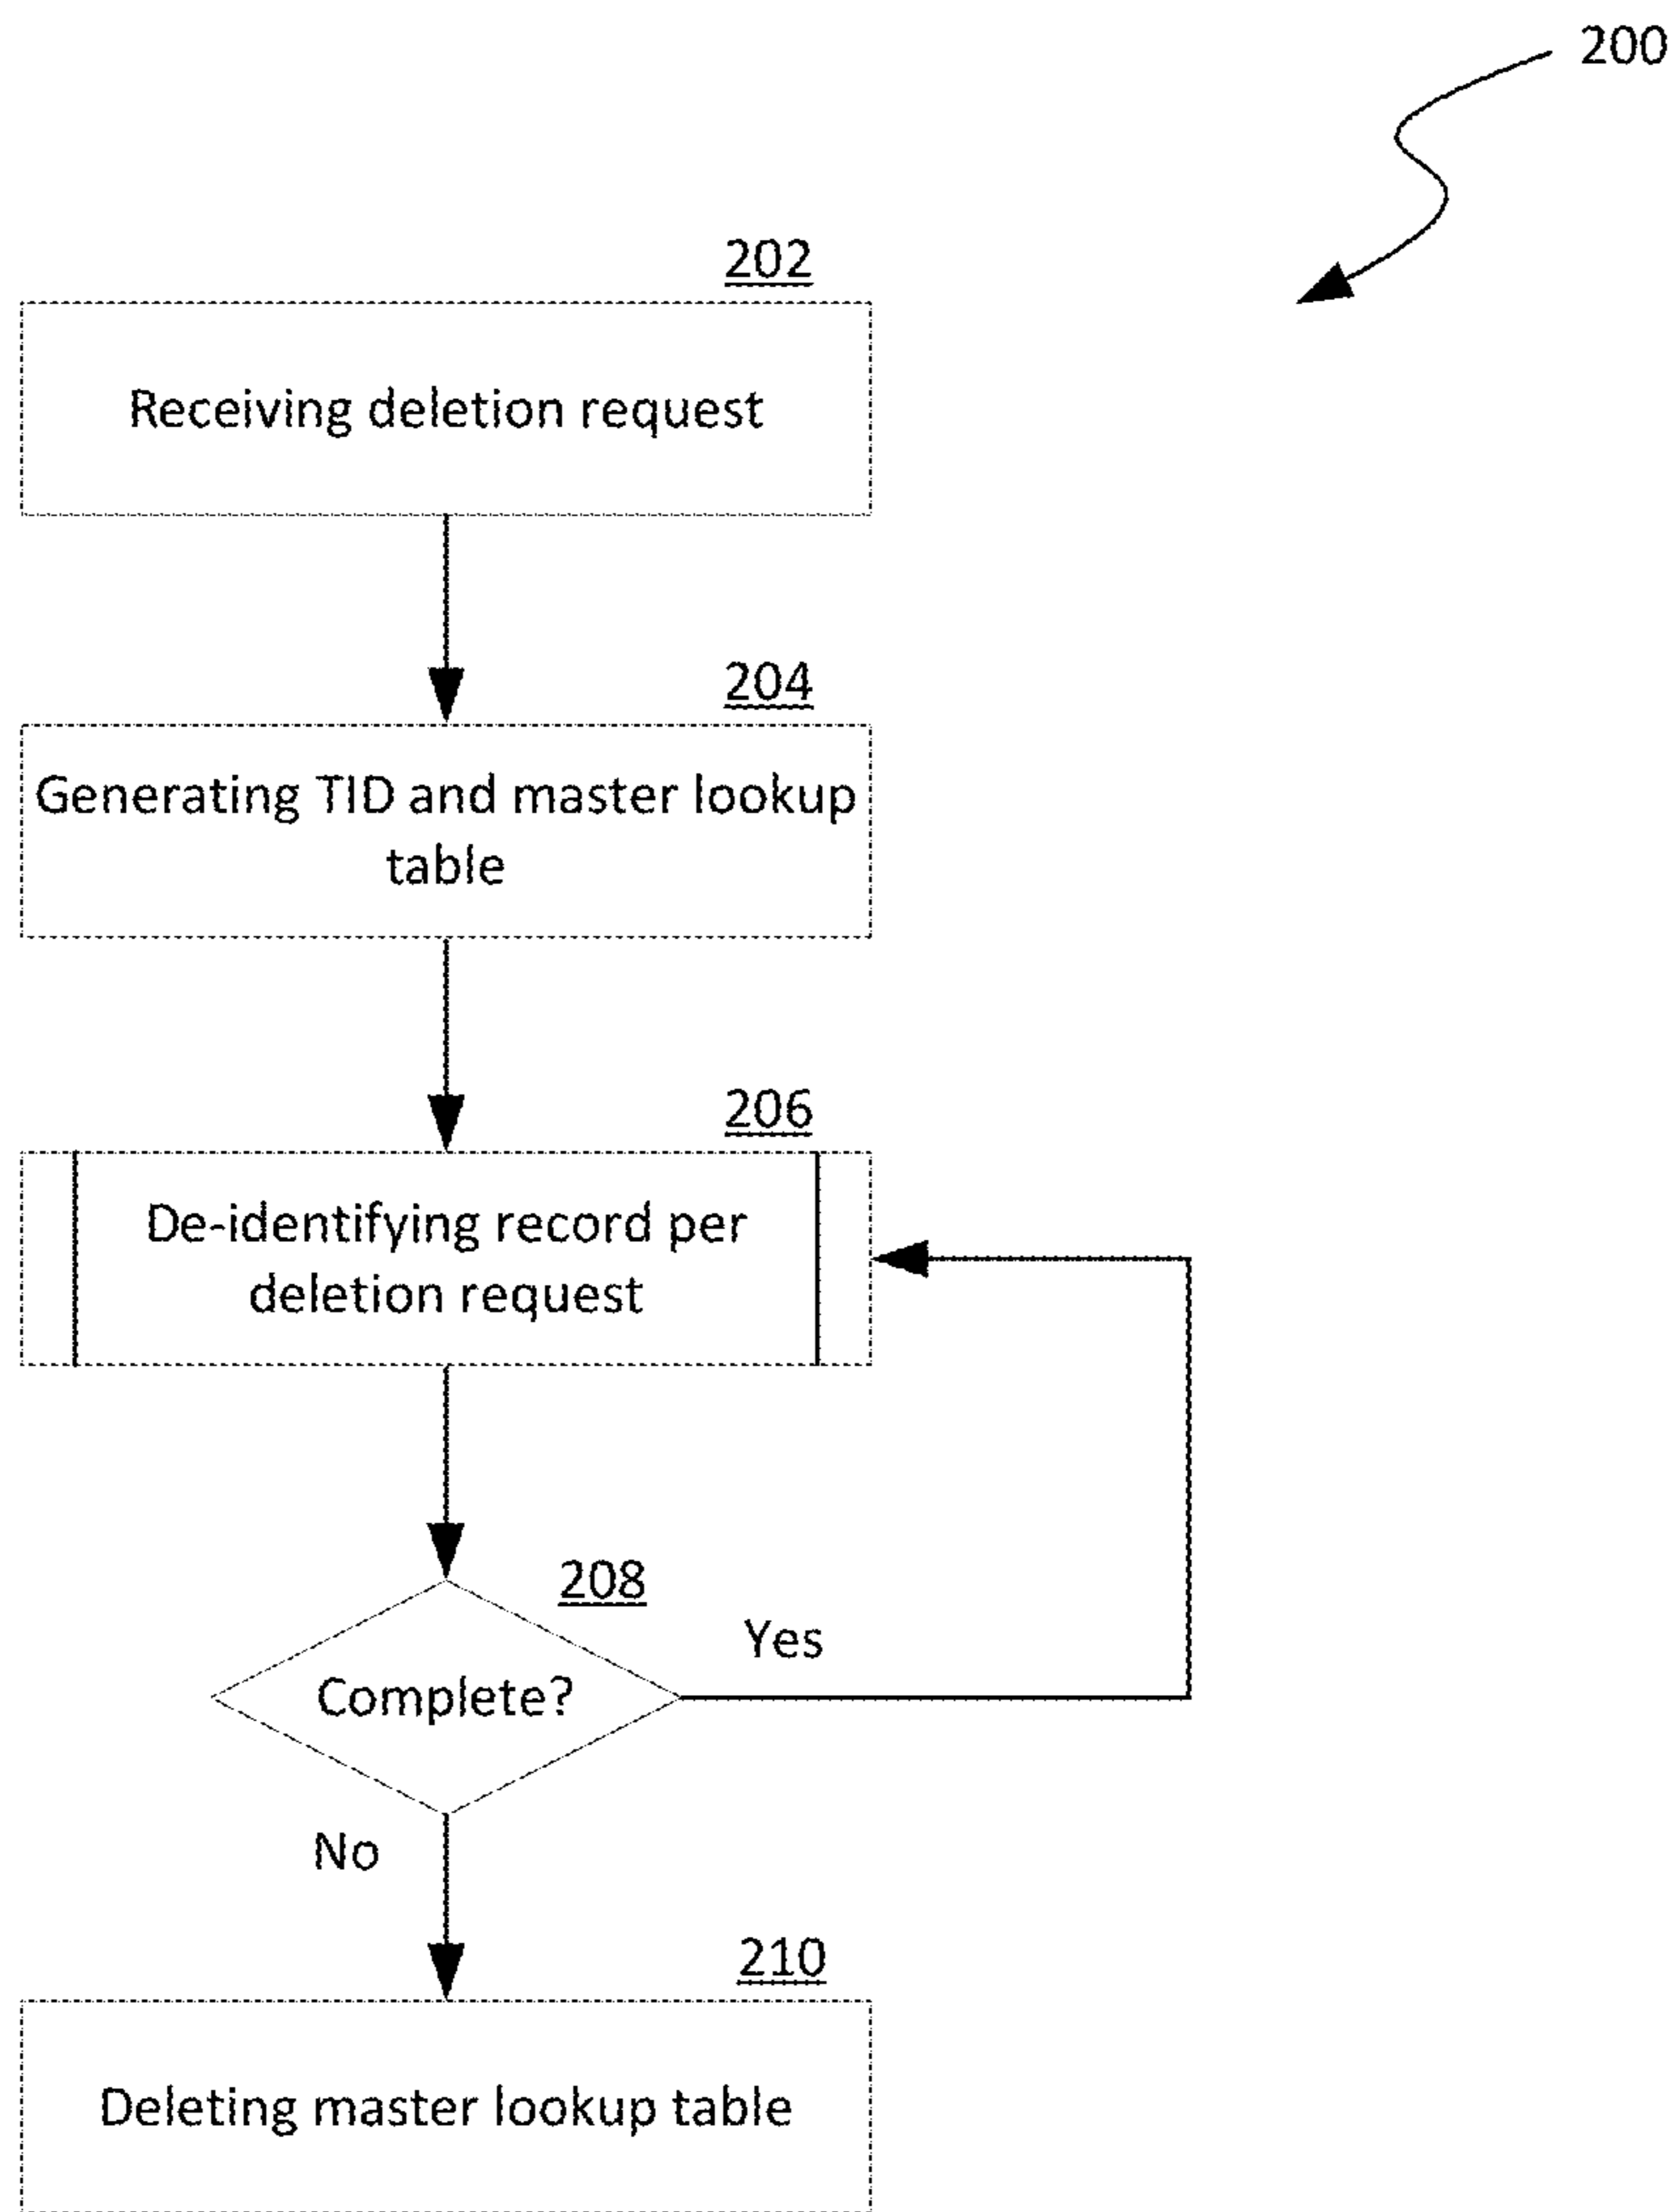 200
202
Receiving deletion request
204
Generating TID and master lookup
table
206
De-identifying record per
deletion request
208
Complete?
Yes
No
210
Deleting master lookup table